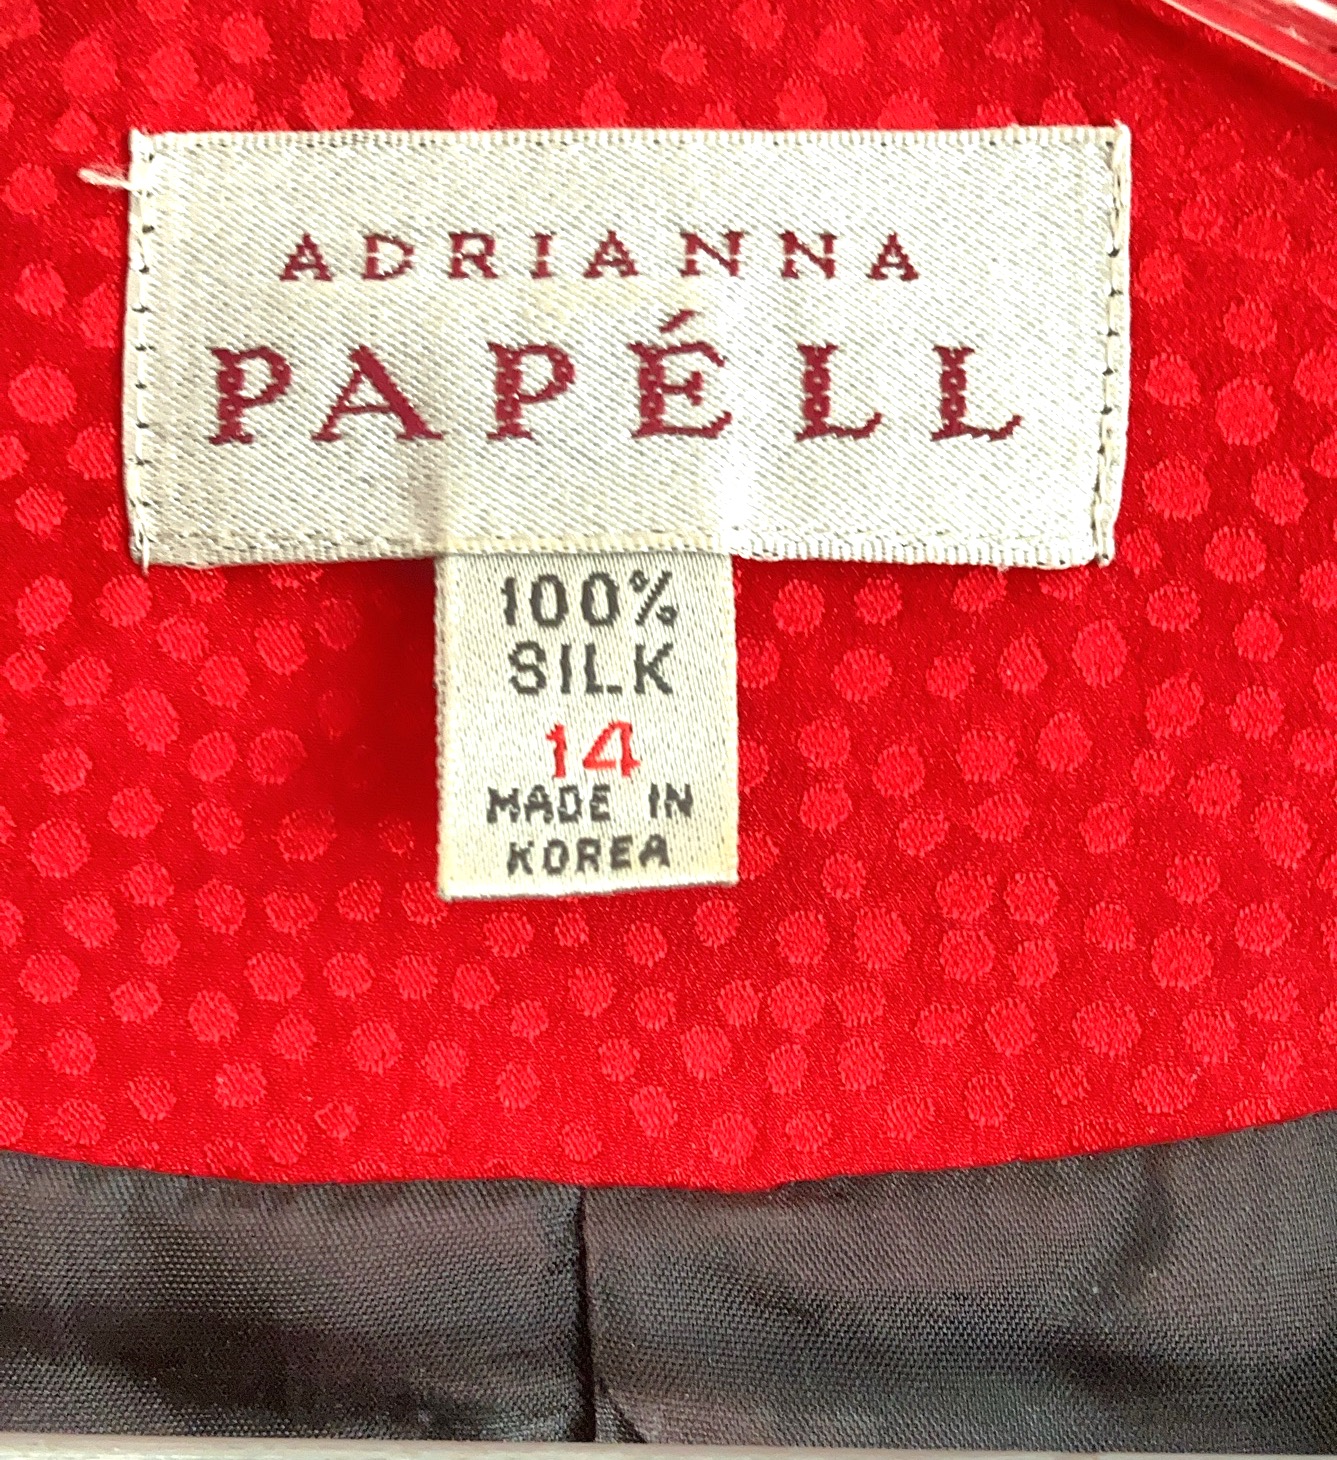 ADRIANNA
PAPÉLL
100%
SILK
14
MADE IN
KOREA